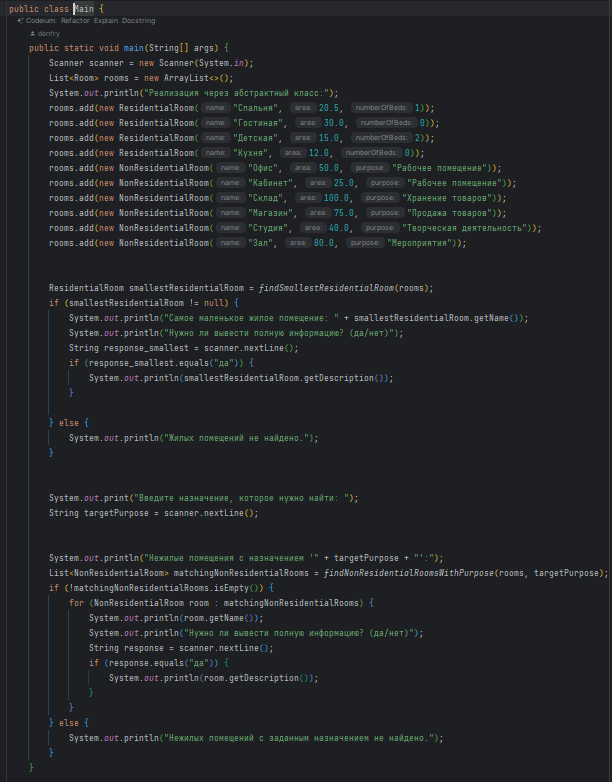 public class Main {
Codeium: Refactor Explain Docstring
denfry
public static void main(String[] args) {
Scanner scanner = new Scanner(System.in);
List<Room> rooms = new ArrayList<>();
System.out.println("Реализация через абстрактный класс:");
rooms.add(new ResidentialRoom( name: "Спальня", area: 20.5, numberOfBeds: 1));
rooms.add(new ResidentialRoom( name: "Гостиная", area: 30.0, numberOfBeds: 0));
rooms.add(new ResidentialRoom( name: "Детская", area: 15.0, numberOfBeds: 2));
rooms.add(new ResidentialRoom( name: "Кухня", area: 12.0, numberOfBeds: 0));
rooms.add(new NonResidentialRoom( name: "Офис", area: 50.0, purpose: "Рабочее помещение"));
rooms.add(new NonResidentialRoom( name: "Кабинет", area: 25.0, purpose: "Рабочее помещение"));
rooms.add(new NonResidentialRoom( name: "Склад", area: 100.0, purpose: "Хранение товаров"));
rooms.add(new NonResidentialRoom( name: "Магазин", area: 75.0, purpose: "Продажа товаров"));
rooms.add(new NonResidentialRoom( name: "Студия", area: 40.0, purpose: "Творческая деятельность"));
rooms.add(new NonResidentialRoom( name: "Зал", area: 80.0, purpose: "Мероприятия"));
ResidentialRoom smallestResidentialRoom = findSmallestResidentialRoom(rooms);
if (smallestResidentialRoom != null) {
System.out.println("Самое маленькое жилое помещение: " + smallestResidentialRoom.getName());
System.out.println("Нужно ли вывести полную информацию? (да/нет)");
String response_smallest = scanner.nextLine();
if (response_smallest.equals("да")) {
System.out.println(smallestResidentialRoom.getDescription());
}
} else {
System.out.println("Жилых помещений не найдено.");
}
System.out.print("Введите назначение, которое нужно найти: ");
String targetPurpose = scanner.nextLine();
System.out.println("Нежилые помещения с назначением '" + targetPurpose + "':");
List<NonResidentialRoom> matchingNonResidentialRooms = findNonResidentialRoomsWithPurpose(rooms, targetPurpose);
if (!matchingNonResidentialRooms.isEmpty()) {
for (NonResidentialRoom room : matchingNonResidentialRooms) {
System.out.println(room.getName());
System.out.println("Нужно ли вывести полную информацию? (да/нет)");
String response = scanner.nextLine();
if (response.equals("да")) {
System.out.println(room.getDescription());
}
}
} else {
System.out.println("Нежилых помещений с заданным назначением не найдено.");
}
}